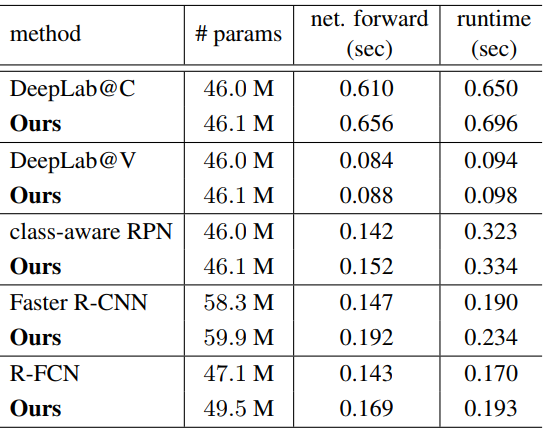 method # params net. forward (sec) runtime (sec)
DeepLab@C 46.0 M 0.610 0.650
Ours 46.1 M 0.656 0.696
DeepLab@V 46.0 M 0.084 0.094
Ours 46.1 M 0.088 0.098
class-aware RPN 46.0 M 0.142 0.323
Ours 46.1 M 0.152 0.334
Faster R-CNN 58.3 M 0.147 0.190
Ours 59.9 M 0.192 0.234
R-FCN 47.1 M 0.143 0.170
Ours 49.5 M 0.169 0.193